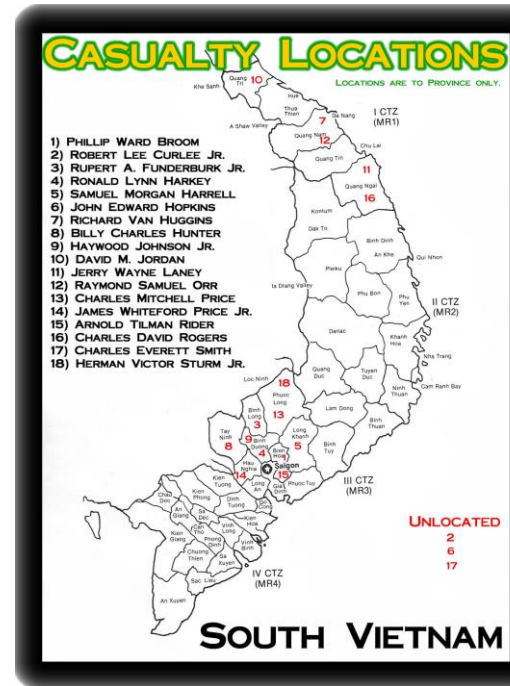 CASUALTY LOCATIONS
LOCATIONS ARE TO PROVINCE ONLY.
1) PHILLIP WARD BROOM
2) ROBERT LEE CURLEE JR.
3) RUPERT A. FUNDERBURK JR.
4) RONALD LYNN HARKEY
5) SAMUEL MORGAN HARRELL
6) JOHN EDWARD HOPKINS
7) RICHARD VAN HUGGINS
8) BILLY CHARLES HUNTER
9) HAYWOOD JOHNSON JR.
10) DAVID M. JORDAN
11) JERRY WAYNE LANEY
12) RAYMOND SAMUEL ORR
13) CHARLES MITCHELL PRICE
14) JAMES WHITEFORD PRICE JR.
15) ARNOLD TILMAN RIDER
16) CHARLES DAVID ROGERS
17) CHARLES EVERETT SMITH
18) HERMAN VICTOR STURM JR.
Quang
Tri
10
Khe Sanh
Hue
Thua
Thien
A Shaw Valley
7
Da Nang
I CTZ
(MR1)
Quang Nam
12
Chu Lai
Quang Tin
11
Quang Ngai
16
Kontum
Dak To
Binh Dinh
An Khe
Qui Nhon
Pleiku
Ia Drang Valley
Phu Bon
Phu
Yen
II CTZ
(MR2)
Darlac
Khanh
Hoa
Nha Trang
Quang
Duc
Tuyen
Duc
Ninh
Thuan
Cam Ranh Bay
Loc Ninh
18
Phuoc
Long
13
Lam Dong
Binh
Thuan
Binh
Long
3
Tay
Ninh
8
9
Binh
Duong
4
Long
Khanh
5
Binh
Tuy
Bien
Hoa
1
Hau
Nghia
14
Saigon
15
Gia
Dinh
Phuoc Tuy
III CTZ
(MR3)
Long
An
Kien
Tuong
Chau
Doc
Kien
Phong
Dinh
Tuong
Go
Cong
An
Giang
Sa
Dec
Kien
Hoa
Can
Tho
Vinh
Long
Kien
Giang
Phong
Dinh
Vinh
Binh
Chuong
Thien
Sa
Xuyen
IV CTZ
(MR4)
Bac Lieu
An Xuyen
UNLOCATED
2
6
17
SOUTH VIETNAM